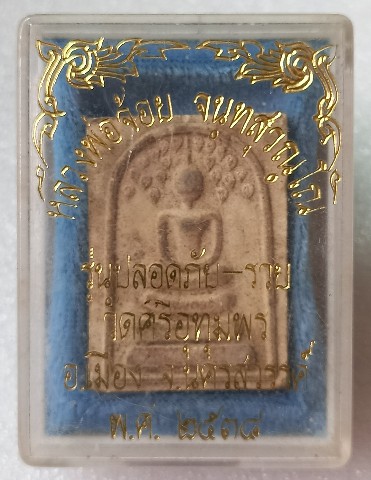 หลวงพ่อจ้อย จนฺทสุวณฺโณ
รุ่นปลอดภัย-รวย
วัดศรีอุทุมพร
อ.เมือง จ.นครสวรรค์
พ.ศ. ๒๕๓๘